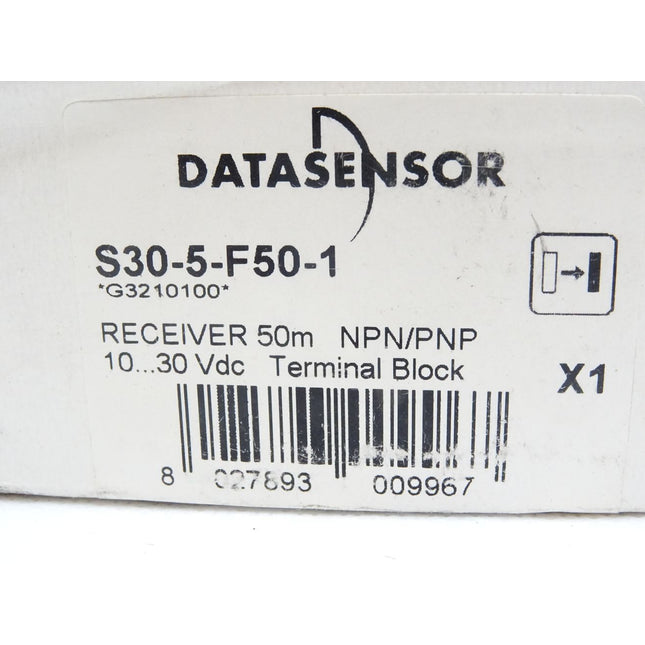 DATASENSOR
S30-5-F50-1
*G3210100*
RECEIVER 50m NPN/PNP
10...30 Vdc Terminal Block
X1
8 027893 009967